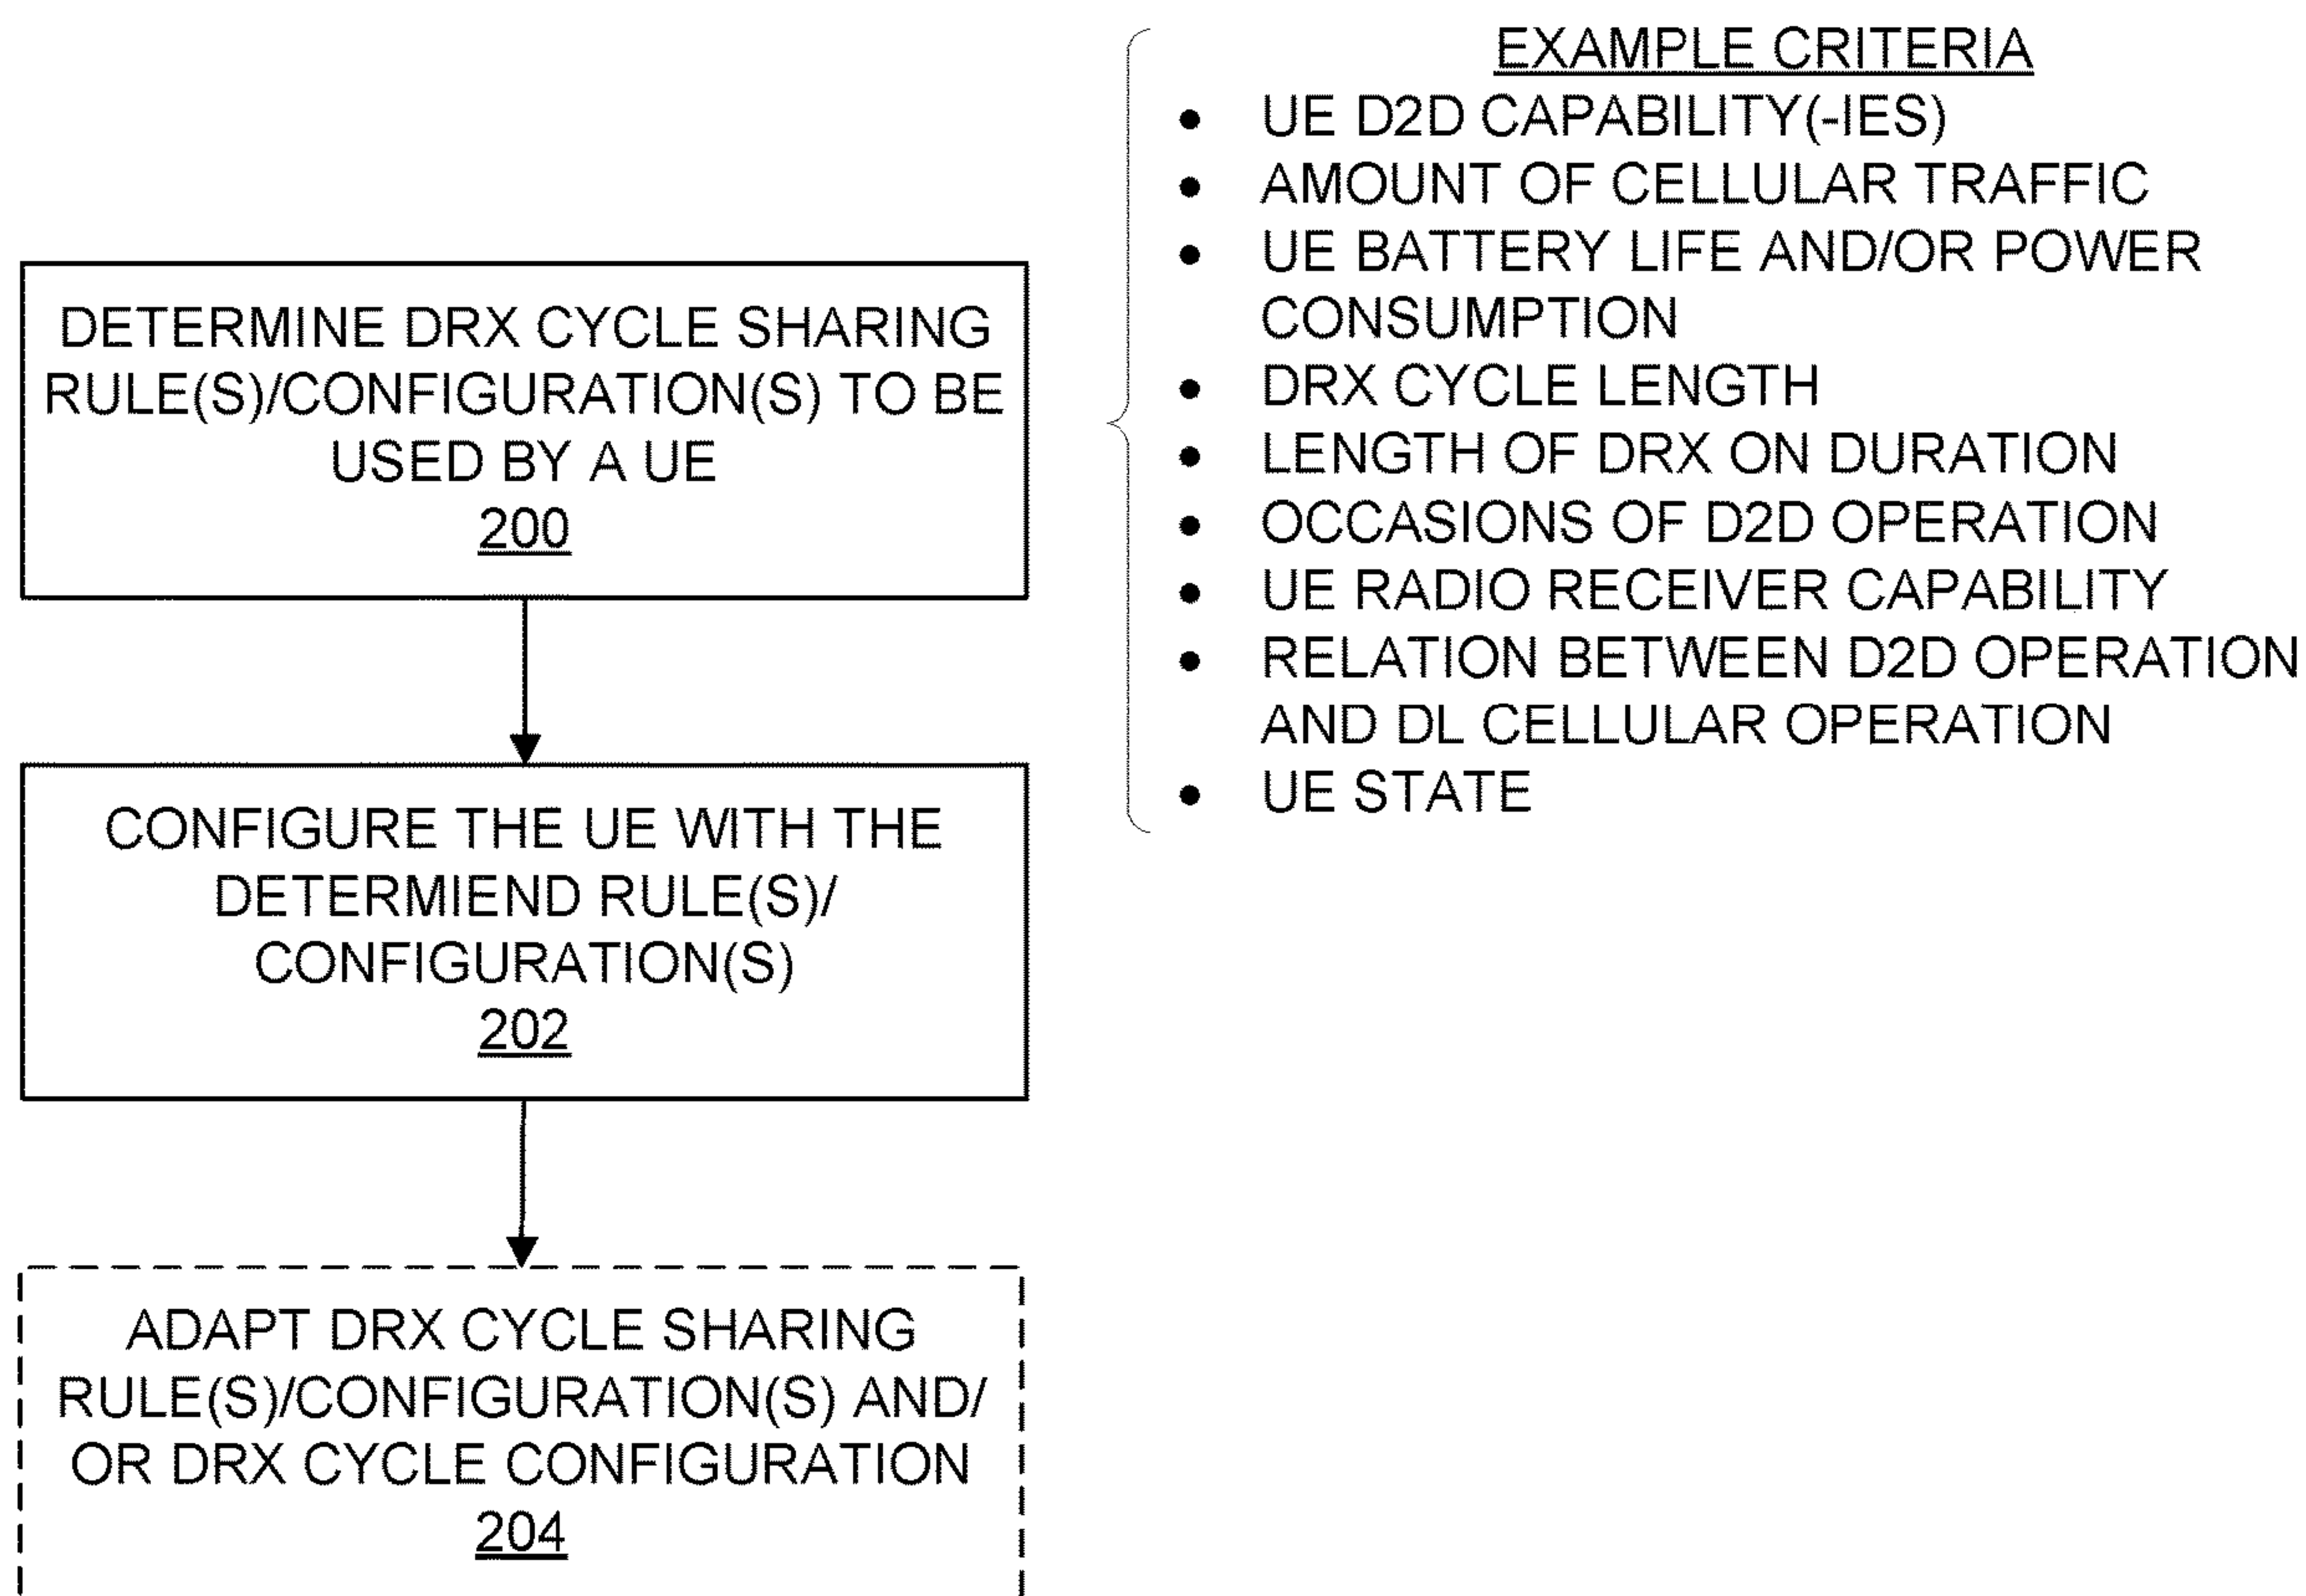 DETERMINE DRX CYCLE SHARING
RULE(S)/CONFIGURATION(S) TO BE
USED BY A UE
200
EXAMPLE CRITERIA
• UE D2D CAPABILITY(-IES)
• AMOUNT OF CELLULAR TRAFFIC
• UE BATTERY LIFE AND/OR POWER
CONSUMPTION
• DRX CYCLE LENGTH
• LENGTH OF DRX ON DURATION
• OCCASIONS OF D2D OPERATION
• UE RADIO RECEIVER CAPABILITY
• RELATION BETWEEN D2D OPERATION
AND DL CELLULAR OPERATION
• UE STATE
CONFIGURE THE UE WITH THE
DETERMIEND RULE(S)/
CONFIGURATION(S)
202
ADAPT DRX CYCLE SHARING
RULE(S)/CONFIGURATION(S) AND/
OR DRX CYCLE CONFIGURATION
204